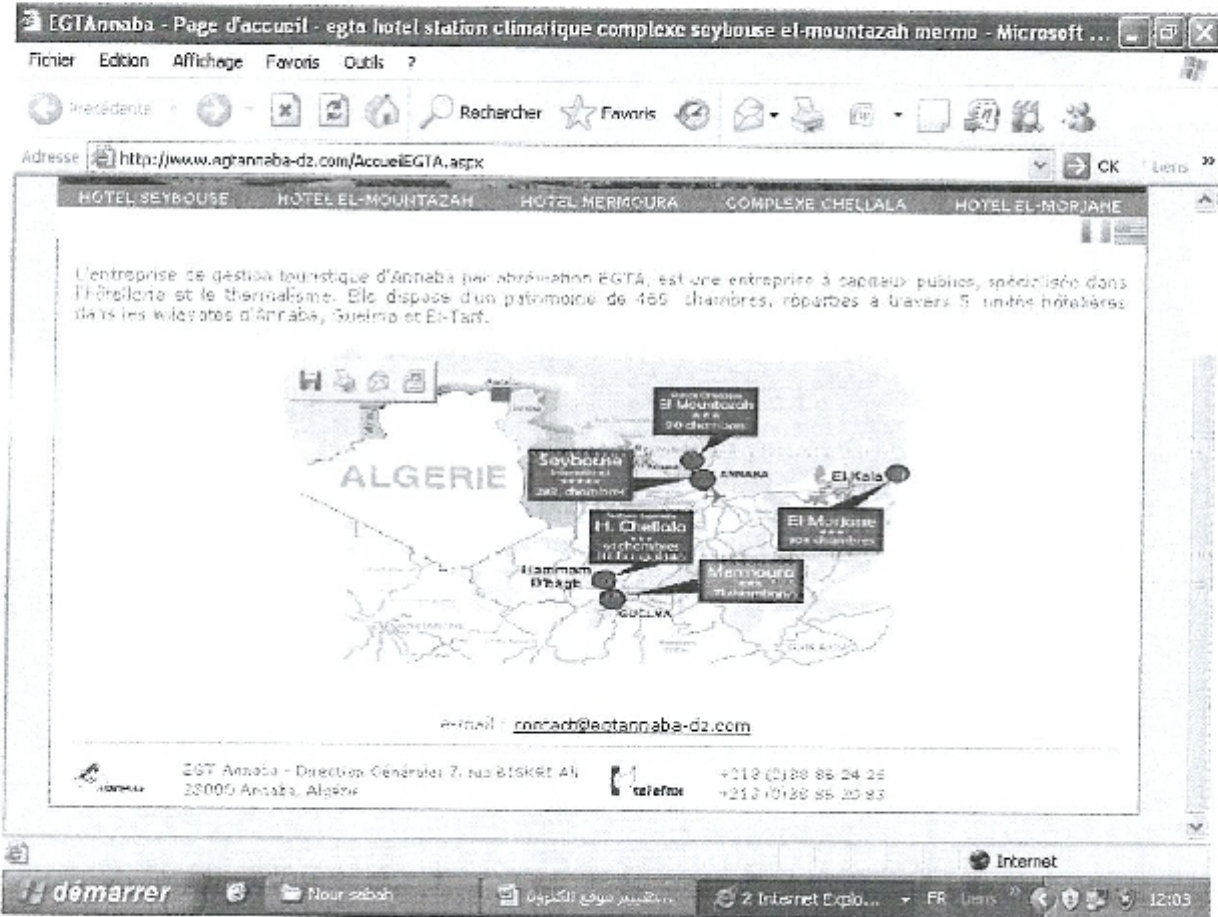 EGTAnnaba - Page d'accueil - egta hotel station climatique complexe seybouse el-mountazah mermo - Microsoft ...
Fichier Edition Affichage Favoris Outils ?
Précédente Rechercher Favoris
Adresse http://www.egtannaba-dz.com/AccueilEGTA.aspx OK Liens »
HOTEL SEYBOUSE HOTEL EL-MOUNTAZAH HOTEL MERMOURA COMPLEXE CHELLALA HOTEL EL-MORJANE
L'entreprise de gestion touristique d'Annaba par abréviation EGTA, est une entreprise à capitaux publics, spécialisée dans
l'hôtellerie et le thermalisme. Elle dispose d'un patrimoine de 465 chambres, réparties à travers 5 unités hôtelières
dans les wilayates d'Annaba, Guelma et El-Tarf.
El Mountazah
chambres
Seybouse
chambres
ANNABA
El Kala
ALGERIE
H. Chellala
chambres
El Morjane
chambres
Hammam
Mermoura
chambres
GUELMA
e-mail : contact@egtannaba-dz.com
EGT Annaba - Direction Générale: 7, rue BISKRI Ali
23000 Annaba, Algérie
telefax
Internet
démarrer Nour sabah 2 Internet Explo... FR Liens » 12:03